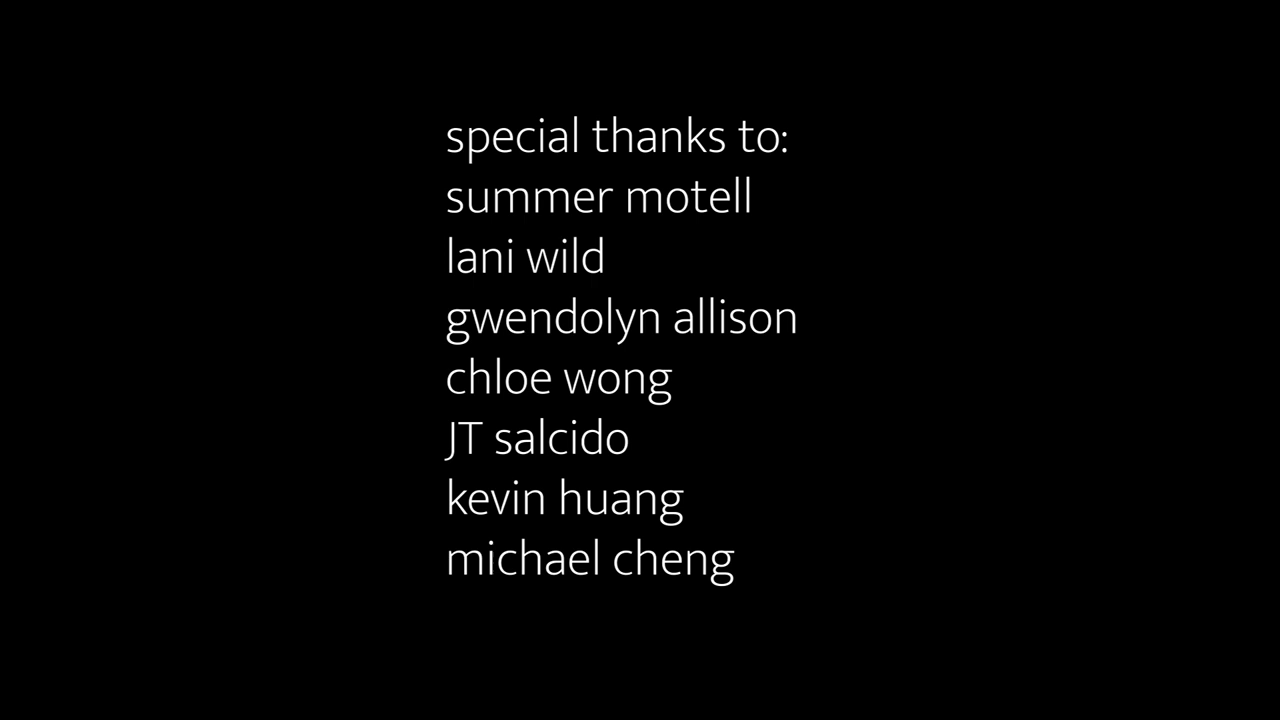 special thanks to:
summer motell
lani wild
gwendolyn allison
chloe wong
JT salcido
kevin huang
michael cheng